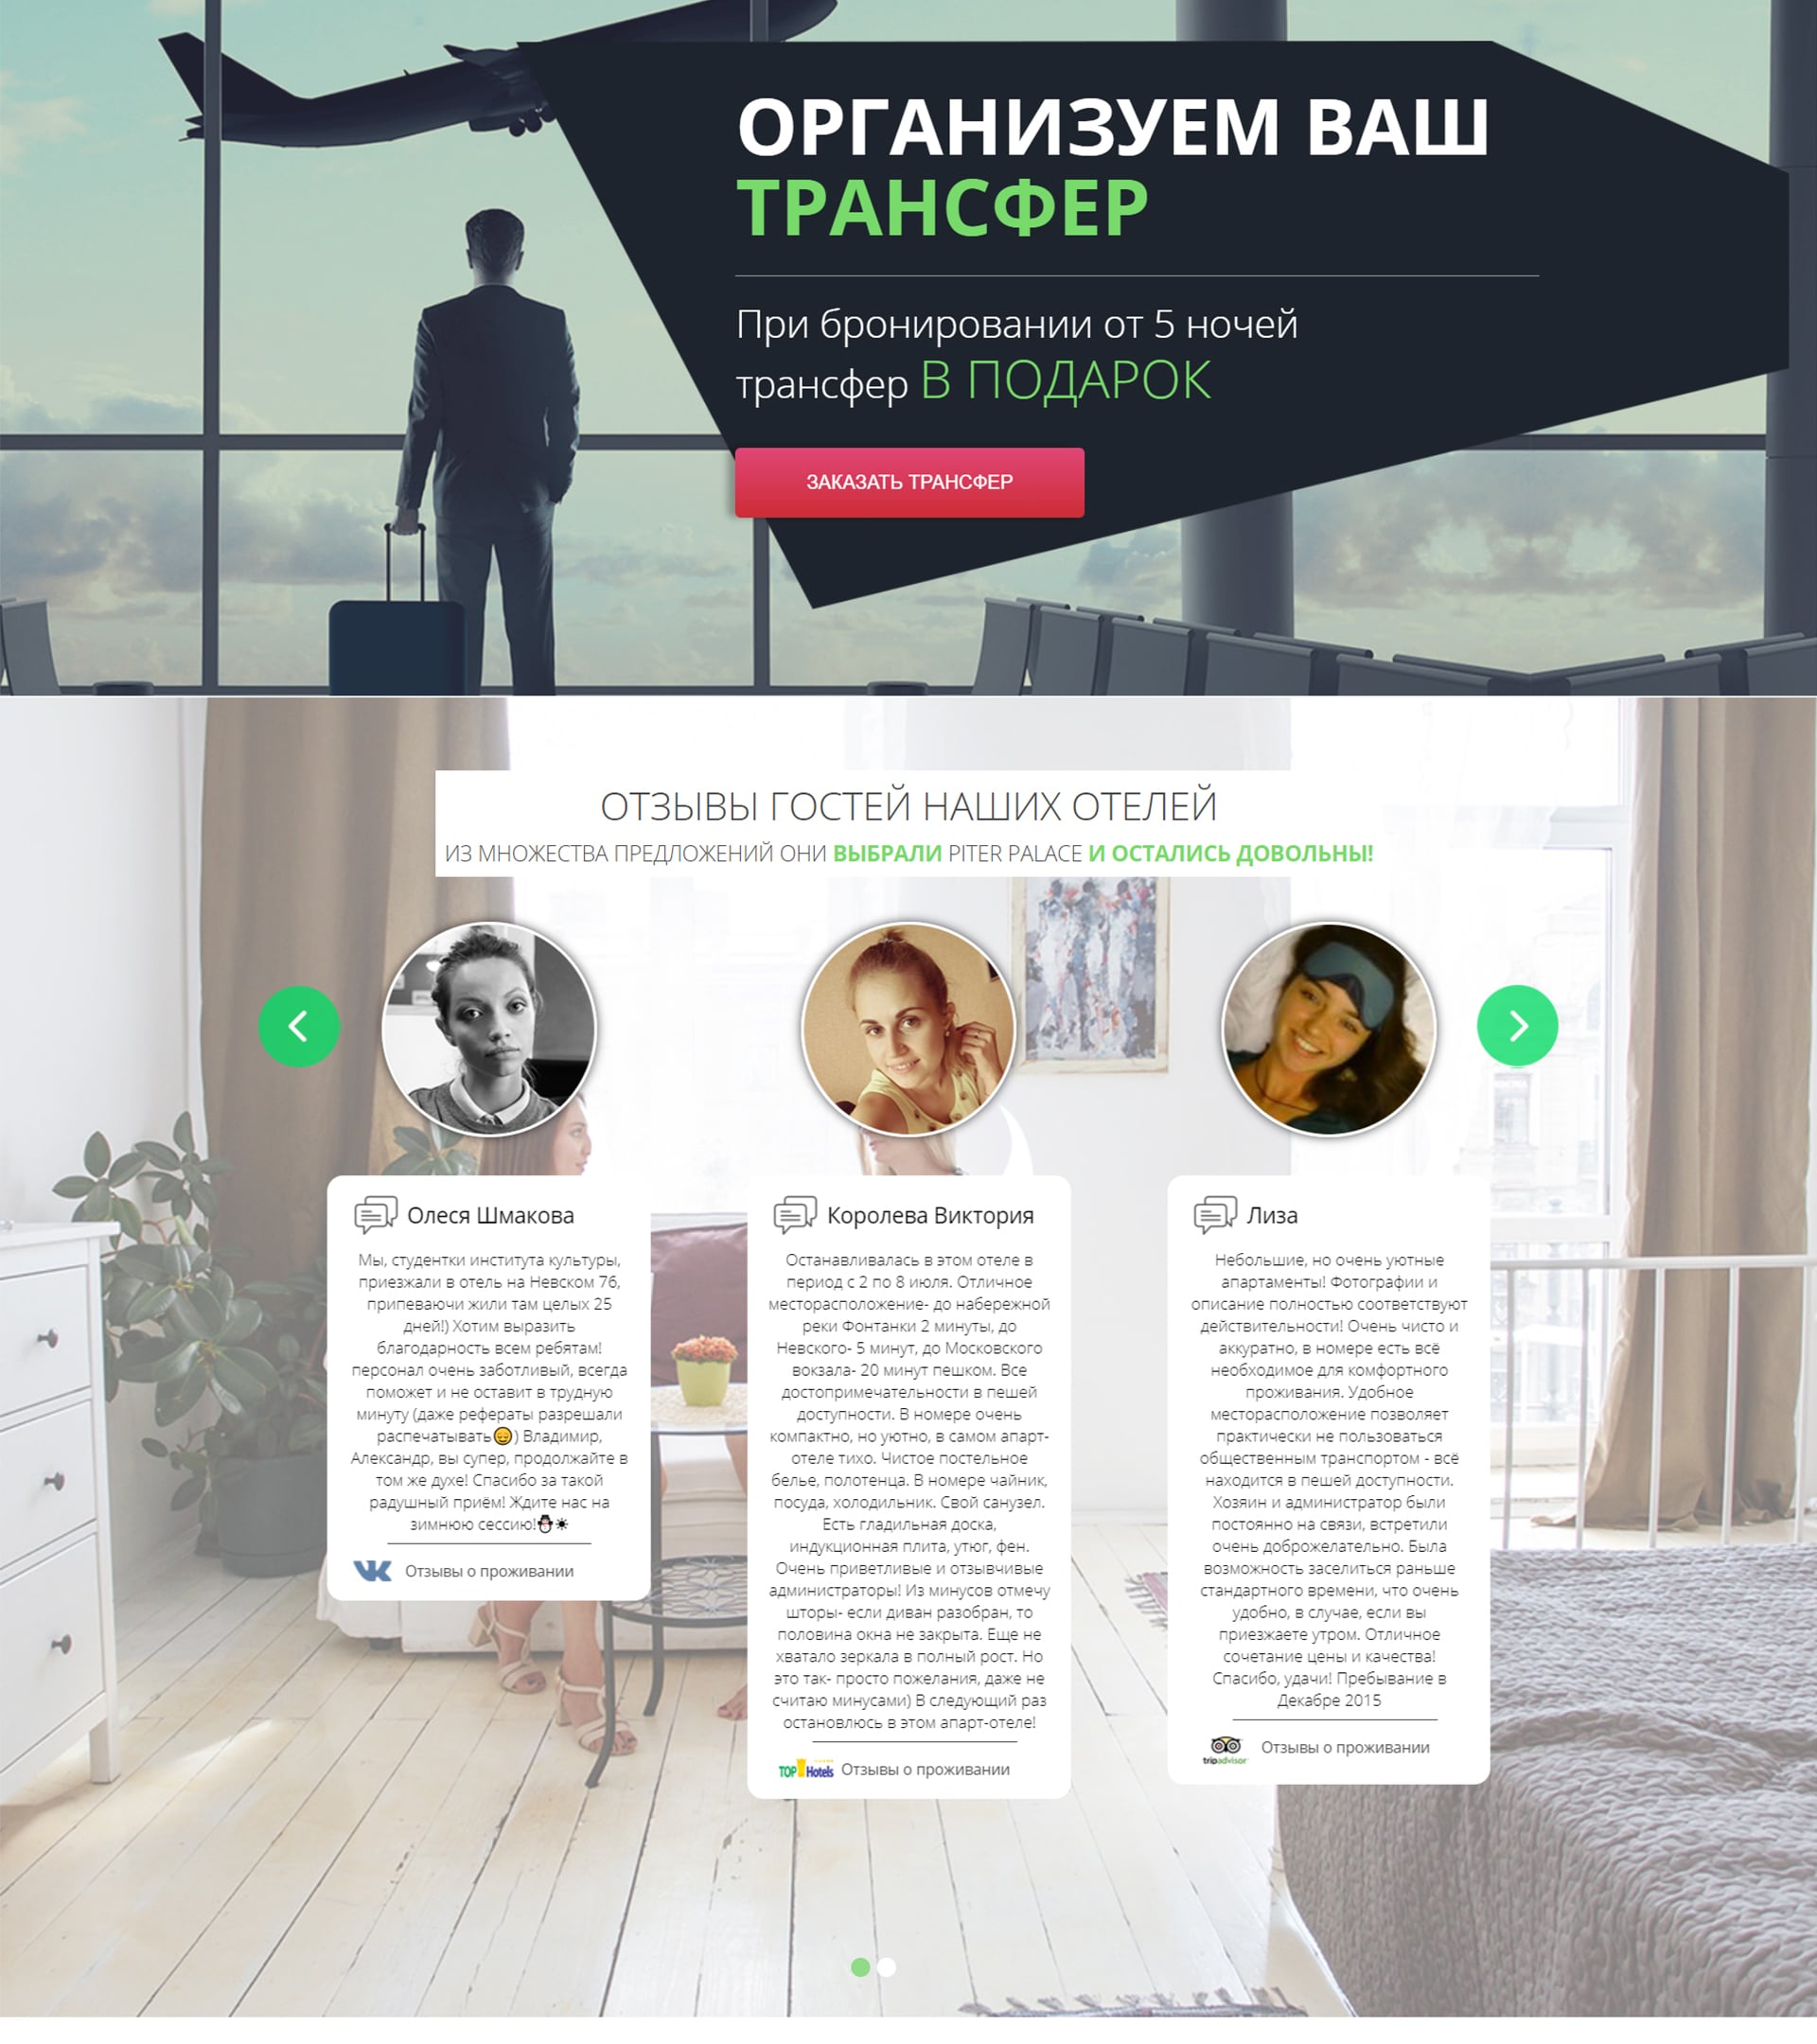 ОРГАНИЗУЕМ ВАШ
ТРАНСФЕР
При бронировании от 5 ночей
трансфер В ПОДАРОК
ЗАКАЗАТЬ ТРАНСФЕР
ОТЗЫВЫ ГОСТЕЙ НАШИХ ОТЕЛЕЙ
ИЗ МНОЖЕСТВА ПРЕДЛОЖЕНИЙ ОНИ ВЫБРАЛИ PITER PALACE И ОСТАЛИСЬ ДОВОЛЬНЫ!
Олеся Шмакова
Мы, студентки института культуры,
приезжали в отель на Невском 76,
припеваючи жили там целых 25
дней!) Хотим выразить
благодарность всем ребятам!
персонал очень заботливый, всегда
поможет и не оставит в трудную
минуту (даже рефераты разрешали
распечатывать😊) Владимир,
Александр, вы супер, продолжайте в
том же духе! Спасибо за такой
радушный приём! Ждите нас на
зимнюю сессию!⛄☀
Отзывы о проживании
Королева Виктория
Останавливалась в этом отеле в
период с 2 по 8 июля. Отличное
месторасположение- до набережной
реки Фонтанки 2 минуты, до
Невского- 5 минут, до Московского
вокзала- 20 минут пешком. Все
достопримечательности в пешей
доступности. В номере очень
компактно, но уютно, в самом апарт-
отеле тихо. Чистое постельное
белье, полотенца. В номере чайник,
посуда, холодильник. Свой санузел.
Есть гладильная доска,
индукционная плита, утюг, фен.
Очень приветливые и отзывчивые
администраторы! Из минусов отмечу
шторы- если диван разобран, то
половина окна не закрыта. Еще не
хватало зеркала в полный рост. Но
это так- просто пожелания, даже не
считаю минусами) В следующий раз
остановлюсь в этом апарт-отеле!
TOP Hotels Отзывы о проживании
Лиза
Небольшие, но очень уютные
апартаменты! Фотографии и
описание полностью соответствуют
действительности! Очень чисто и
аккуратно, в номере есть всё
необходимое для комфортного
проживания. Удобное
месторасположение позволяет
практически не пользоваться
общественным транспортом - всё
находится в пешей доступности.
Хозяин и администратор были
постоянно на связи, встретили
очень доброжелательно. Была
возможность заселиться раньше
стандартного времени, что очень
удобно, в случае, если вы
приезжаете утром. Отличное
сочетание цены и качества!
Спасибо, удачи! Пребывание в
Декабре 2015
tripadvisor Отзывы о проживании